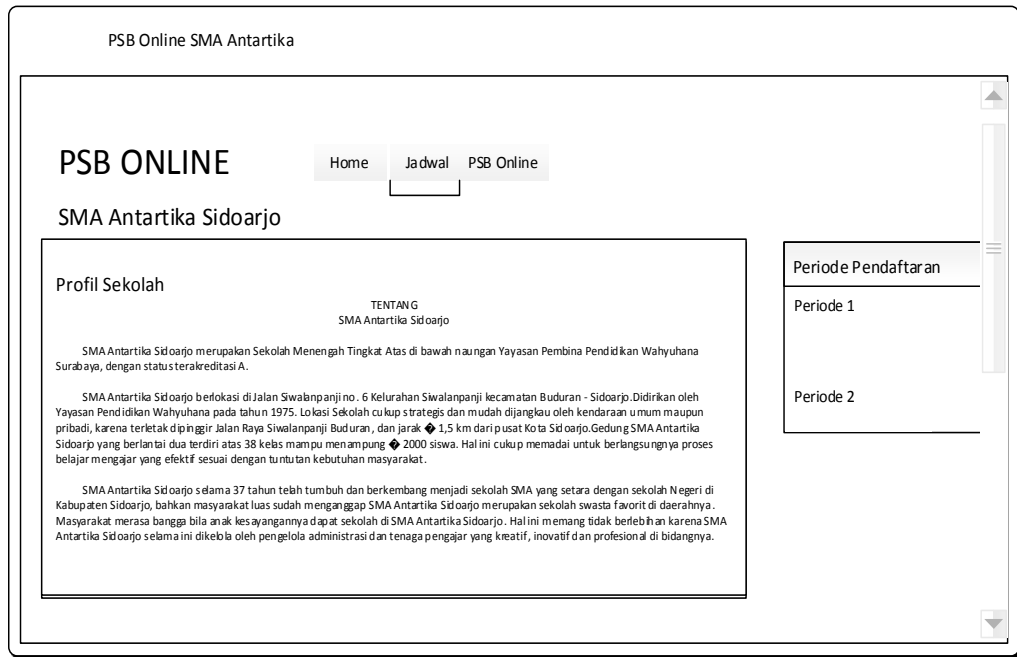 PSB Online SMA Antartika
PSB ONLINE
Home
Jadwal
PSB Online
SMA Antartika Sidoarjo
Profil Sekolah
TENTANG
SMA Antartika Sidoarjo
SMA Antartika Sidoarjo merupakan Sekolah Menengah Tingkat Atas di bawah naungan Yayasan Pembina Pendidikan Wahyuhana
Surabaya, dengan status terakreditasi A.
SMA Antartika Sidoarjo berlokasi di Jalan Siwalanpanji no. 6 Kelurahan Siwalanpanji kecamatan Buduran - Sidoarjo.Didirikan oleh
Yayasan Pendidikan Wahyuhana pada tahun 1975. Lokasi Sekolah cukup strategis dan mudah dijangkau oleh kendaraan umum maupun
pribadi, karena terletak dipinggir Jalan Raya Siwalanpanji Buduran, dan jarak � 1,5 km dari pusat Kota Sidoarjo.Gedung SMA Antartika
Sidoarjo yang berlantai dua terdiri atas 38 kelas mampu menampung � 2000 siswa. Hal ini cukup memadai untuk berlangsungnya proses
belajar mengajar yang efektif sesuai dengan tuntutan kebutuhan masyarakat.
SMA Antartika Sidoarjo selama 37 tahun telah tumbuh dan berkembang menjadi sekolah SMA yang setara dengan sekolah Negeri di
Kabupaten Sidoarjo, bahkan masyarakat luas sudah menganggap SMA Antartika Sidoarjo merupakan sekolah swasta favorit di daerahnya.
Masyarakat merasa bangga bila anak kesayangannya dapat sekolah di SMA Antartika Sidoarjo. Hal ini memang tidak berlebihan karena SMA
Antartika Sidoarjo selama ini dikelola oleh pengelola administrasi dan tenaga pengajar yang kreatif, inovatif dan profesional di bidangnya.
Periode Pendaftaran
Periode 1
Periode 2